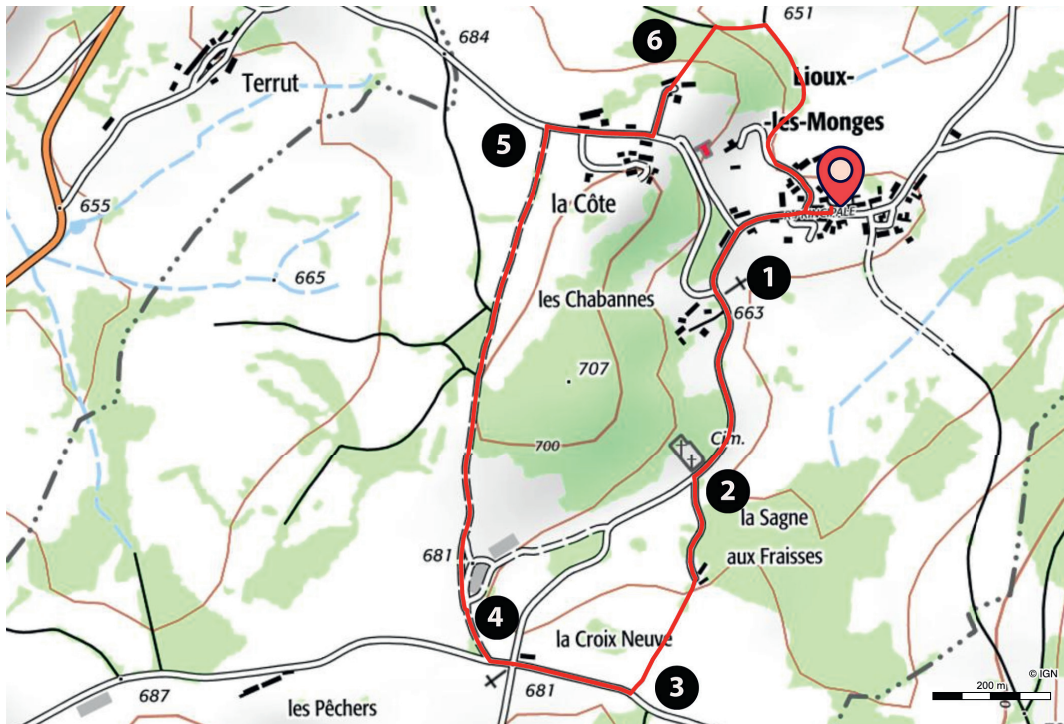 651
684
6
Terrut
Lioux-
-les-Monges
5
655
la Côte
665
1
les Chabannes
663
707
700
Cim.
2
la Sagne
aux Fraisses
681
4
la Croix Neuve
3
681
687
les Pêchers
© IGN
200 m